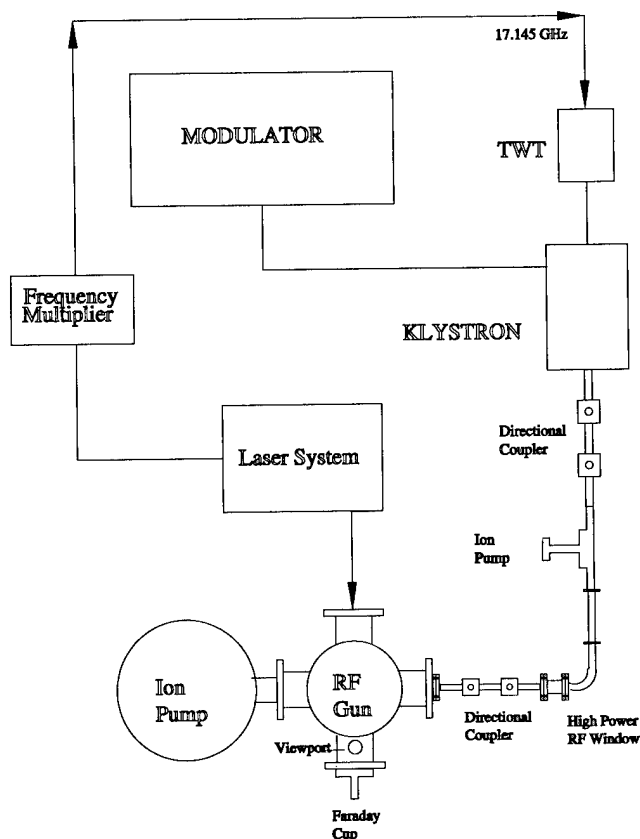 17.145 GHz
MODULATOR
TWT
Frequency
Multiplier
KLYSTRON
Directional
Coupler
Laser System
Ion
Pump
Ion
Pump
RF
Gun
Viewport
Directional
Coupler
High Power
RF Window
Faraday
Cup